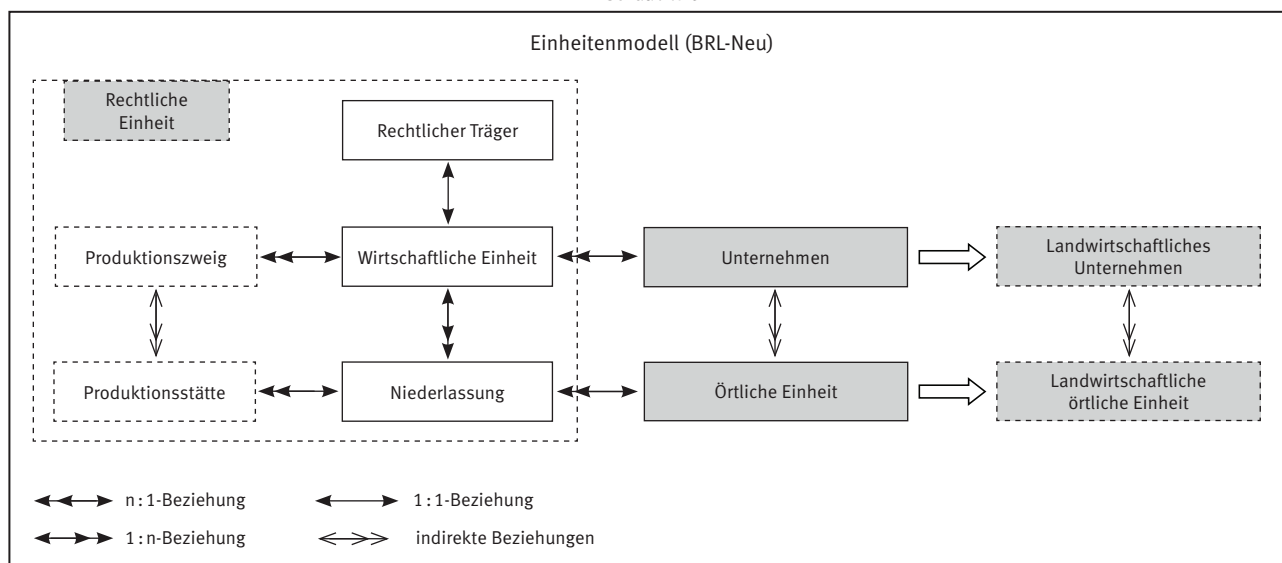 Einheitenmodell (BRL-Neu)
Rechtliche
Einheit
Rechtlicher Träger
Produktionszweig
Wirtschaftliche Einheit
Unternehmen
Landwirtschaftliches
Unternehmen
Produktionsstätte
Niederlassung
Örtliche Einheit
Landwirtschaftliche
örtliche Einheit
n:1-Beziehung
1:1-Beziehung
1:n-Beziehung
indirekte Beziehungen